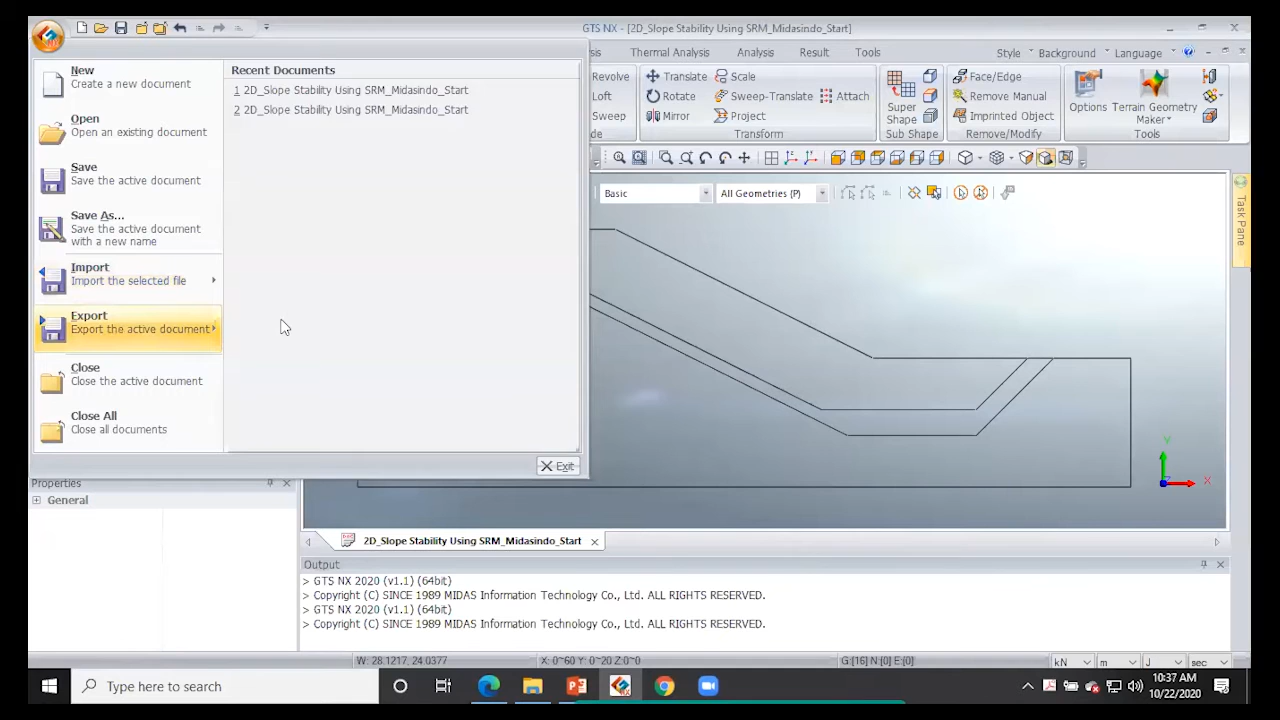 GTS NX - [2D_Slope Stability Using SRM_Midasindo_Start]
Thermal Analysis Analysis Result Tools
Style Background Language
Revolve
Loft
Sweep
Translate Scale
Rotate Sweep-Translate Attach
Mirror Project
Transform
Super
Shape
Sub Shape
Face/Edge
Remove Manual
Imprinted Object
Remove/Modify
Options Terrain Geometry
Maker
Tools
New
Create a new document
Open
Open an existing document
Save
Save the active document
Save As...
Save the active document
with a new name
Import
Import the selected file
Export
Export the active document
Close
Close the active document
Close All
Close all documents
Recent Documents
1 2D_Slope Stability Using SRM_Midasindo_Start
2 2D_Slope Stability Using SRM_Midasindo_Start
Exit
Basic
All Geometries (P)
Task Pane
Y
X
Properties
General
2D_Slope Stability Using SRM_Midasindo_Start
Output
> GTS NX 2020 (v1.1) (64bit)
> Copyright (C) SINCE 1989 MIDAS Information Technology Co., Ltd. ALL RIGHTS RESERVED.
> GTS NX 2020 (v1.1) (64bit)
> Copyright (C) SINCE 1989 MIDAS Information Technology Co., Ltd. ALL RIGHTS RESERVED.
W: 28.1217, 24.0377
X: 0~60 Y: 0~20 Z:0~0
G:[16] N:[0] E:[0]
kN m J sec
Type here to search
10:37 AM
10/22/2020